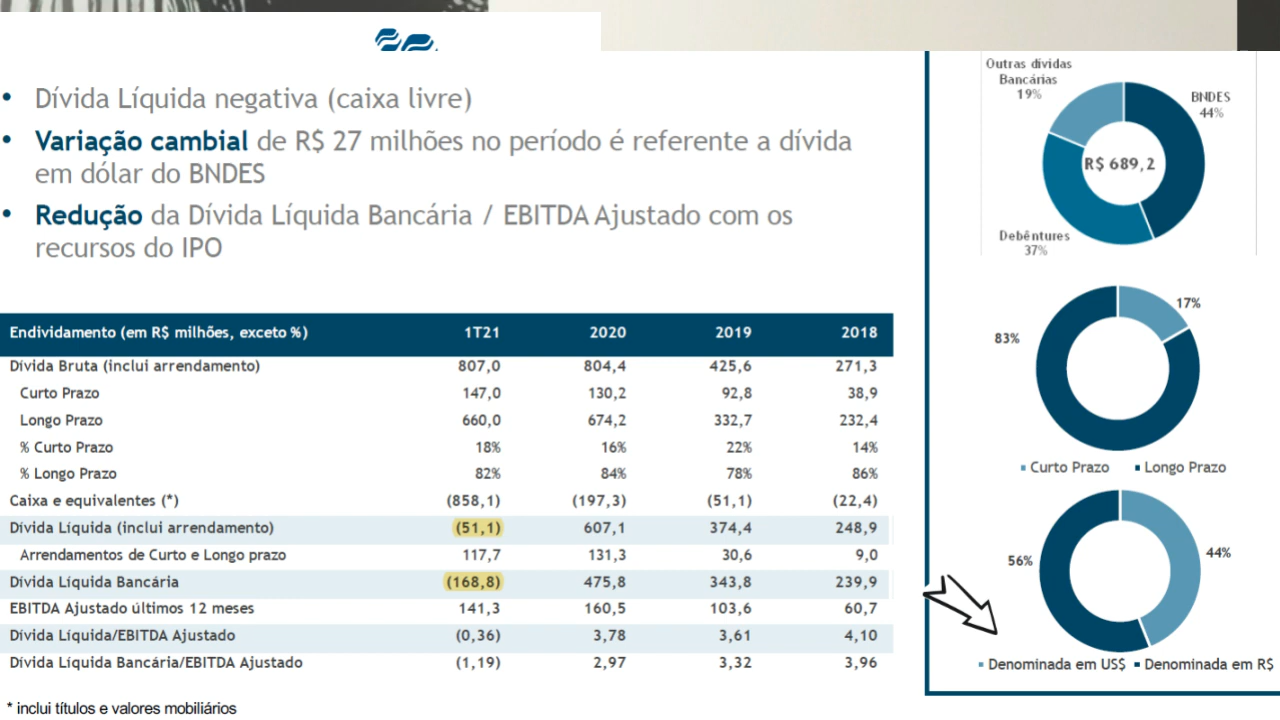 • Dívida Líquida negativa (caixa livre)
• Variação cambial de R$ 27 milhões no período é referente a dívida
em dólar do BNDES
• Redução da Dívida Líquida Bancária / EBITDA Ajustado com os
recursos do IPO
Endividamento (em R$ milhões, exceto %) 1T21 2020 2019 2018
Dívida Bruta (inclui arrendamento) 807,0 804,4 425,6 271,3
Curto Prazo 147,0 130,2 92,8 38,9
Longo Prazo 660,0 674,2 332,7 232,4
% Curto Prazo 18% 16% 22% 14%
% Longo Prazo 82% 84% 78% 86%
Caixa e equivalentes (*) (858,1) (197,3) (51,1) (22,4)
Dívida Líquida (inclui arrendamento) (51,1) 607,1 374,4 248,9
Arrendamentos de Curto e Longo prazo 117,7 131,3 30,6 9,0
Dívida Líquida Bancária (168,8) 475,8 343,8 239,9
EBITDA Ajustado últimos 12 meses 141,3 160,5 103,6 60,7
Dívida Líquida/EBITDA Ajustado (0,36) 3,78 3,61 4,10
Dívida Líquida Bancária/EBITDA Ajustado (1,19) 2,97 3,32 3,96
* inclui títulos e valores mobiliários
Outras dívidas
Bancárias
19%
BNDES
44%
R$ 689,2
Debêntures
37%
17%
83%
Curto Prazo Longo Prazo
56%
44%
Denominada em US$ Denominada em R$